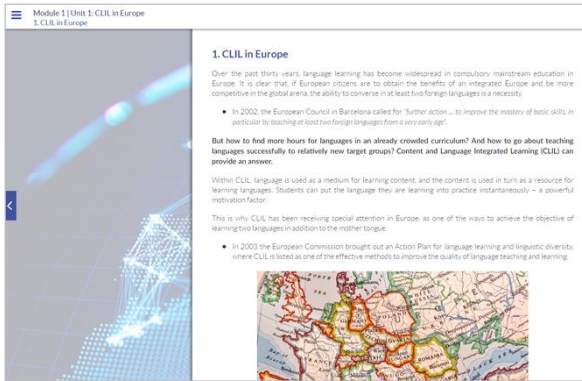 Module 1 | Unit 1: CLIL in Europe
1. CLIL in Europe
1. CLIL in Europe
Over the past thirty years, language learning has become widespread in compulsory mainstream education in
Europe. It is clear that, if European citizens are to obtain the benefits of an integrated Europe and be more
competitive in the global arena, the ability to converse in at least two foreign languages is a necessity.
• In 2002, the European Council in Barcelona called for "further action ... to improve the mastery of basic skills, in
particular by teaching at least two foreign languages from a very early age".
But how to find more hours for languages in an already crowded curriculum? And how to go about teaching
languages successfully to relatively new target groups? Content and Language Integrated Learning (CLIL) can
provide an answer.
Within CLIL, language is used as a medium for learning content, and the content is used in turn as a resource for
learning languages. Students can put the language they are learning into practice instantaneously – a powerful
motivation factor.
This is why CLIL has been receiving special attention in Europe, as one of the ways to achieve the objective of
learning two languages in addition to the mother tongue.
• In 2003 the European Commission brought out an Action Plan for language learning and linguistic diversity,
where CLIL is listed as one of the effective methods to improve the quality of language teaching and learning.
POLAND
FRANCE
HUNGARY
ROMANIA
BLACK SEA